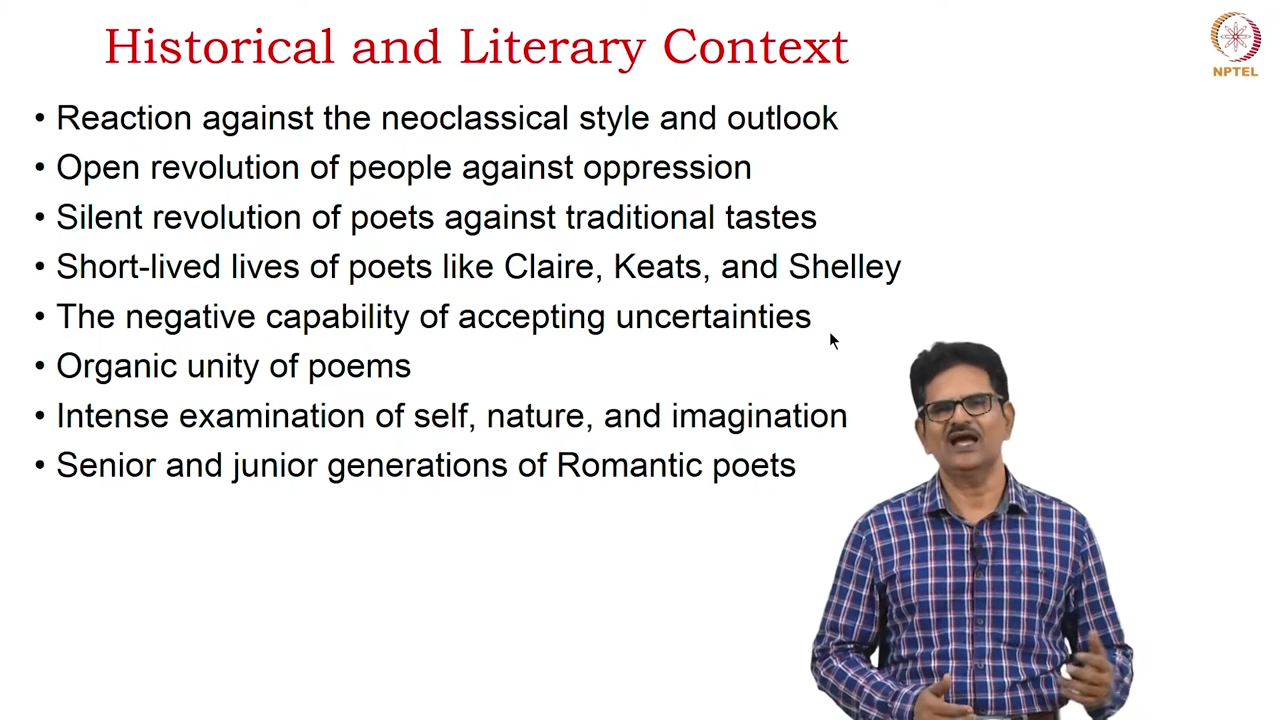 Historical and Literary Context
NPTEL
• Reaction against the neoclassical style and outlook
• Open revolution of people against oppression
• Silent revolution of poets against traditional tastes
• Short-lived lives of poets like Claire, Keats, and Shelley
• The negative capability of accepting uncertainties
• Organic unity of poems
• Intense examination of self, nature, and imagination
• Senior and junior generations of Romantic poets